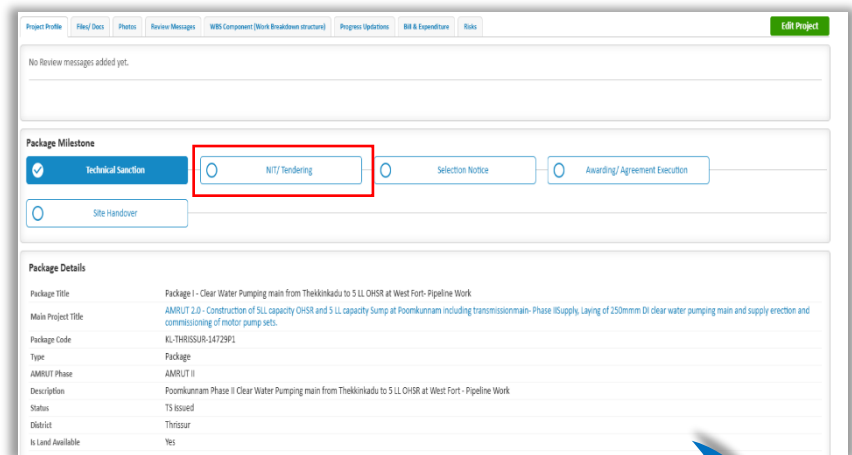 Project Profile Files/ Docs Photos Review Messages WBS Component (Work Breakdown structure) Progress Updations Bill & Expenditure Risks Edit Project
No Review messages added yet.
Package Milestone
Technical Sanction NIT/ Tendering Selection Notice Awarding/ Agreement Execution
Site Handover
Package Details
Package Title Package I - Clear Water Pumping main from Thekkinkadu to 5 LL OHSR at West Fort- Pipeline Work
Main Project Title AMRUT 2.0 - Construction of 5LL capacity OHSR and 5 LL capacity Sump at Poomkunnam including transmissionmain- Phase IISupply, Laying of 250mmm DI clear water pumping main and supply erection and
commissioning of motor pump sets.
Package Code KL-THRISSUR-14729P1
Type Package
AMRUT Phase AMRUT II
Description Poomkunnam Phase II Clear Water Pumping main from Thekkinkadu to 5 LL OHSR at West Fort - Pipeline Work
Status TS issued
District Thrissur
Is Land Available Yes